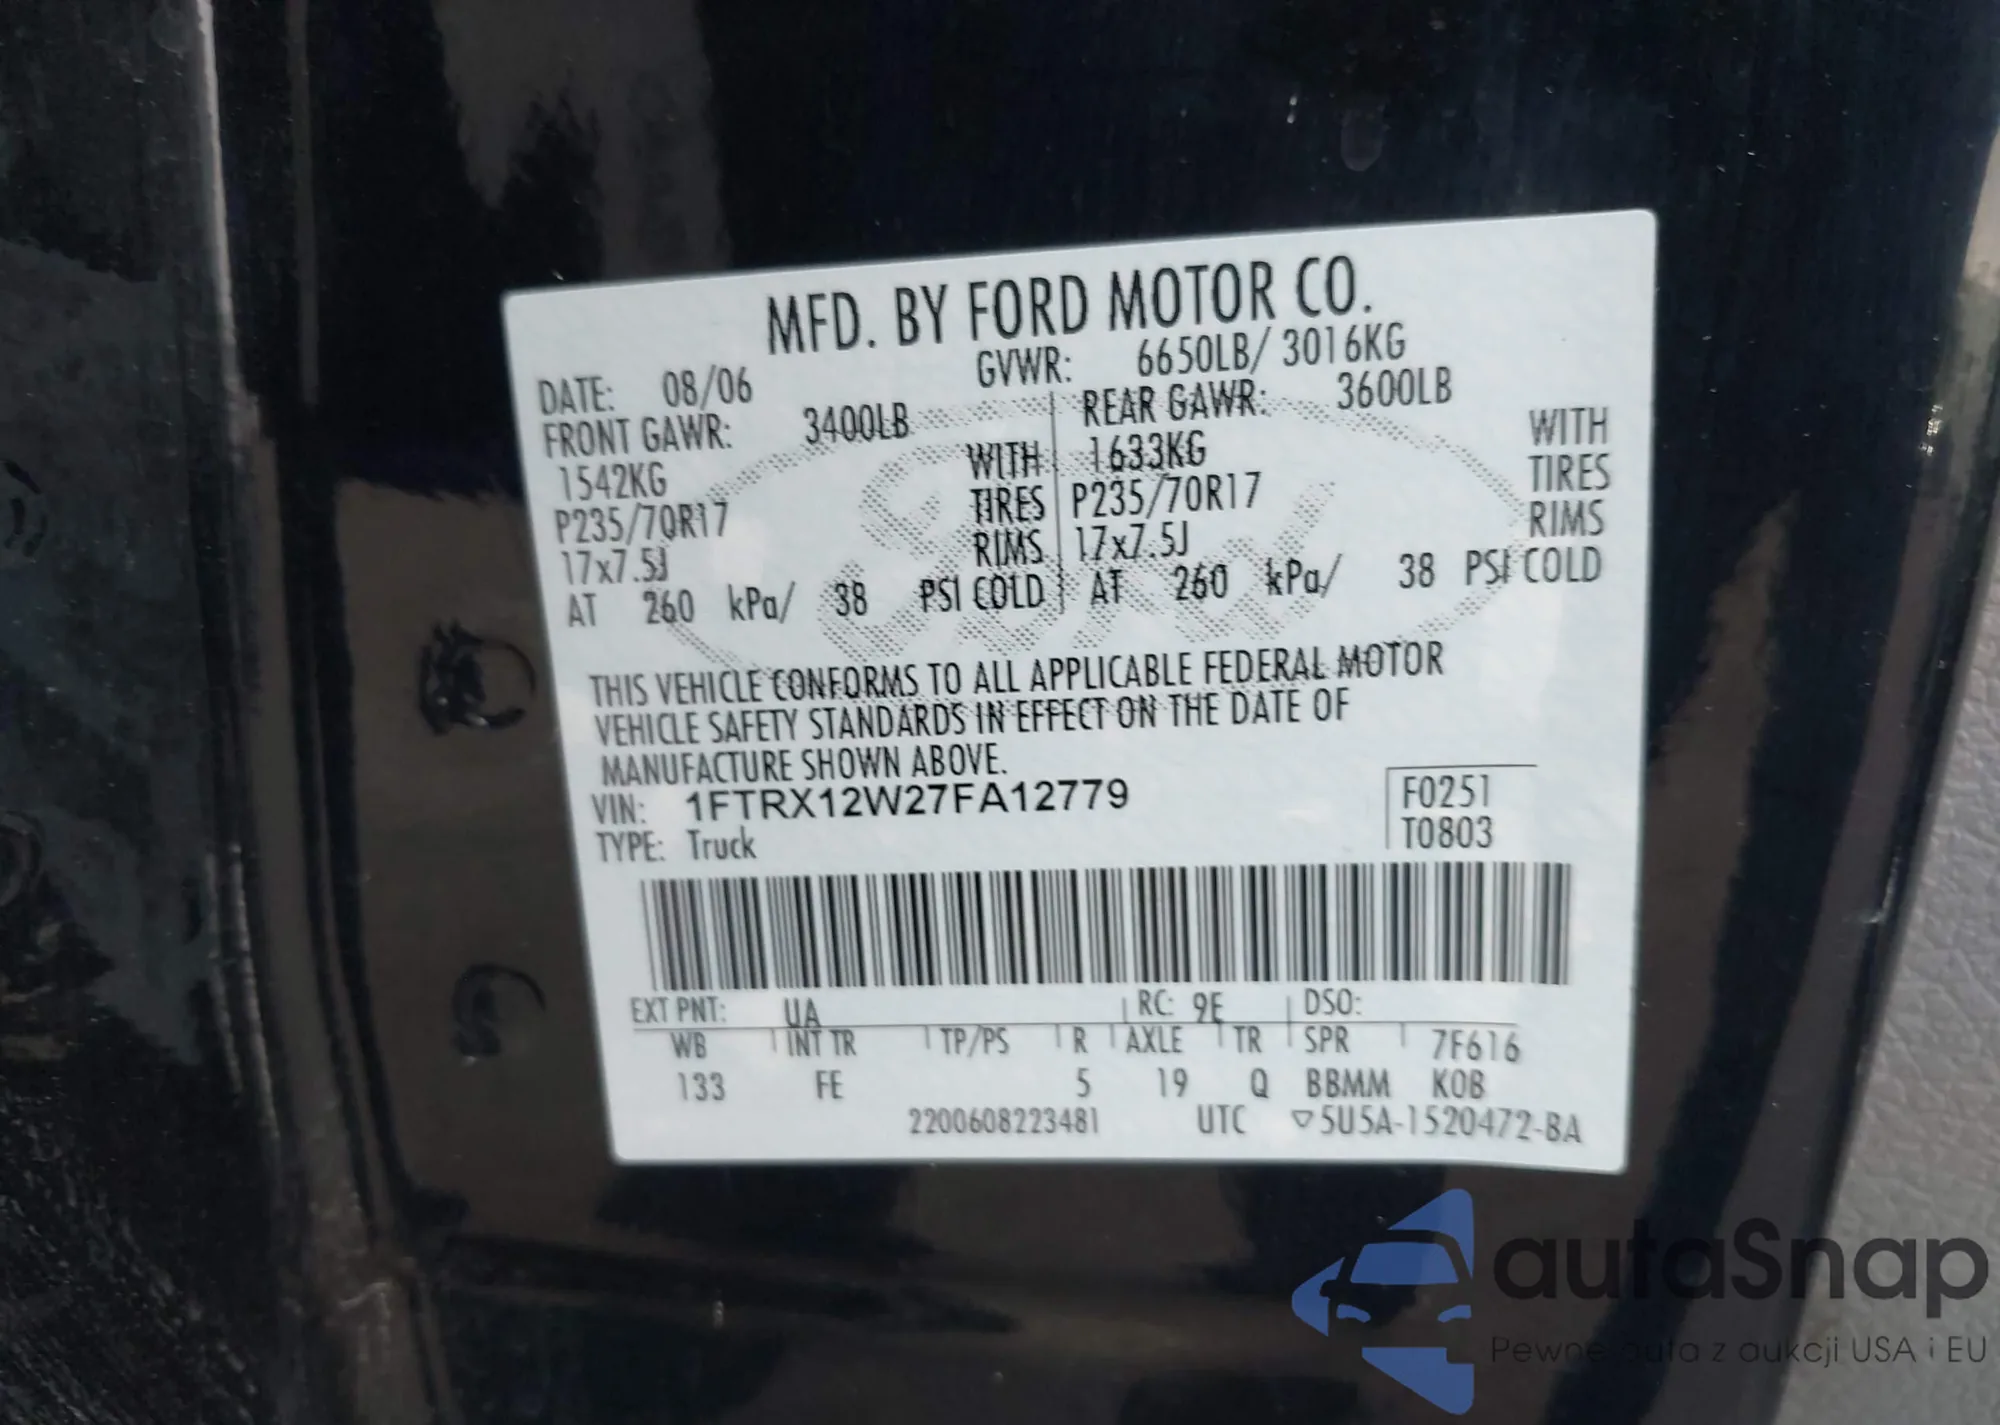 MFD. BY FORD MOTOR CO.
DATE: 08/06 GVWR: 6650LB/ 3016KG
FRONT GAWR: 3400LB REAR GAWR: 3600LB
1542KG WITH 1633KG WITH
P235/70R17 TIRES P235/70R17 TIRES
17x7.5J RIMS 17x7.5J RIMS
AT 260 kPa/ 38 PSI COLD AT 260 kPa/ 38 PSI COLD
THIS VEHICLE CONFORMS TO ALL APPLICABLE FEDERAL MOTOR
VEHICLE SAFETY STANDARDS IN EFFECT ON THE DATE OF
MANUFACTURE SHOWN ABOVE.
VIN: 1FTRX12W27FA12779 F0251
TYPE: Truck T0803
EXT PNT: UA RC: 9E DSO:
WB INT TR TP/PS R AXLE TR SPR 7F616
133 FE 5 19 Q BBMM K0B
2200608223481 UTC ▽5U5A-1520472-BA
autaSnap
Pewne auta z aukcji USA i EU